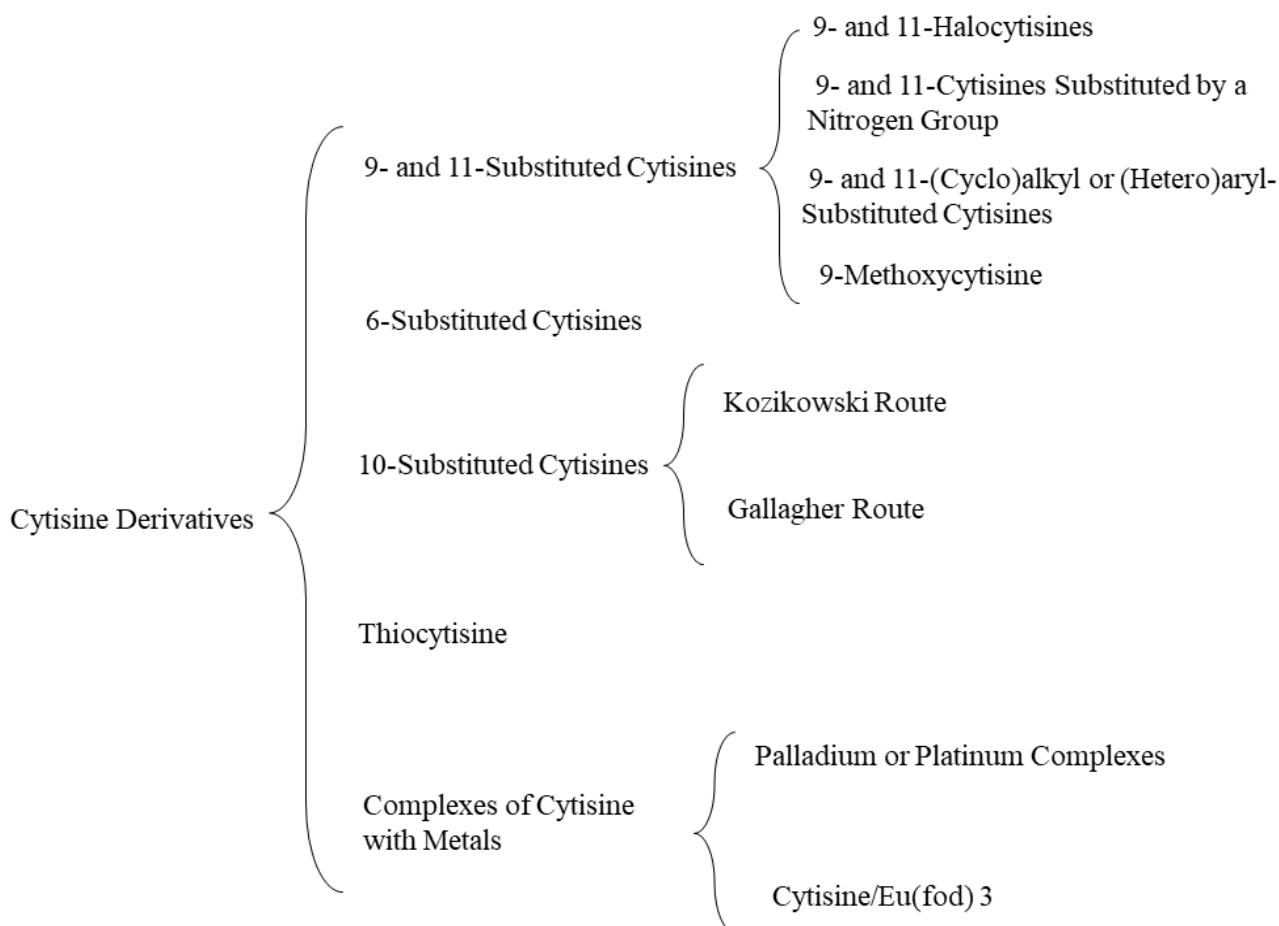 9- and 11-Halocytisines
9- and 11-Cytisines Substituted by a
Nitrogen Group
9- and 11-Substituted Cytisines
9- and 11-(Cyclo)alkyl or (Hetero)aryl-
Substituted Cytisines
9-Methoxycytisine
6-Substituted Cytisines
Kozikowski Route
10-Substituted Cytisines
Gallagher Route
Cytisine Derivatives
Thiocytisine
Palladium or Platinum Complexes
Complexes of Cytisine
with Metals
Cytisine/Eu(fod) 3